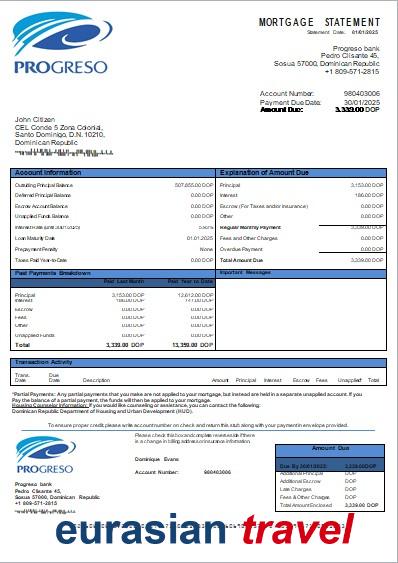 PROGRESO
MORTGAGE STATEMENT
Statement Date: 01/01/2025
Progreso bank
Pedro Clisante 45,
Sosua 57000, Dominican Republic
+1 809-571-2815
Account Number: 980403006
Payment Due Date: 30/01/2025
Amount Due: 3,339.00 DOP
John Citizen
CEL Conde 5 Zona Colonial,
Santo Domingo, D.N. 10210,
Dominican Republic
Account Information
Outstanding Principal Balance 507,655.00 DOP
Deferred Principal Balance 0.00 DOP
Escrow Account Balance 0.00 DOP
Unapplied Funds Balance 0.00 DOP
Loan Maturity Date 01.01.2025
Prepayment Penalty None
Taxes Paid Year-to-Date 0.00 DOP
Explanation of Amount Due
Principal 3,153.00 DOP
Interest 186.00 DOP
Escrow (For Taxes and/or Insurance) 0.00 DOP
Other 0.00 DOP
Regular Monthly Payment 3,339.00 DOP
Fees and Other Charges 0.00 DOP
Overdue Payment 0.00 DOP
Total Amount Due 3,339.00 DOP
Past Payments Breakdown
Paid Last Month Paid Year to Date
Principal 3,153.00 DOP 12,612.00 DOP
Interest 186.00 DOP
Escrow 0.00 DOP 0.00 DOP
Fees 0.00 DOP 0.00 DOP
Other 0.00 DOP 0.00 DOP
Unapplied Funds 0.00 DOP 0.00 DOP
Total 3,339.00 DOP 13,359.00 DOP
Important Messages
Transaction Activity
Trans. Date Due Date Description Amount Principal Interest Escrow Fees Unapplied Total
*Partial Payments: Any partial payments that you make are not applied to your mortgage, but instead are held in a separate unapplied account. If you
Pay the balance of a partial payment, the funds will then be applied to your mortgage.
Housing Counselor Information: If you would like counseling or assistance, you can contact the following:
Dominican Republic Department of Housing and Urban Development (HUD).
To ensure proper credit, please write account number on check and return this stub along with your payment in envelope provided.
PROGRESO
Please check this box and complete reverse side if there
is a change in billing address or insurance information
Dominique Evans
Account Number: 980403006
Progreso bank
Pedro Clisante 45,
Sosua 57000, Dominican Republic
+1 809-571-2815
Amount Due
Due By 30/01/2025: 3,339.00DOP
Additional Principal DOP
Additional Escrow DOP
Late Charges DOP
Fees & Other Charges DOP
Total Amount Enclosed 3,339.00 DOP
eurasian travel